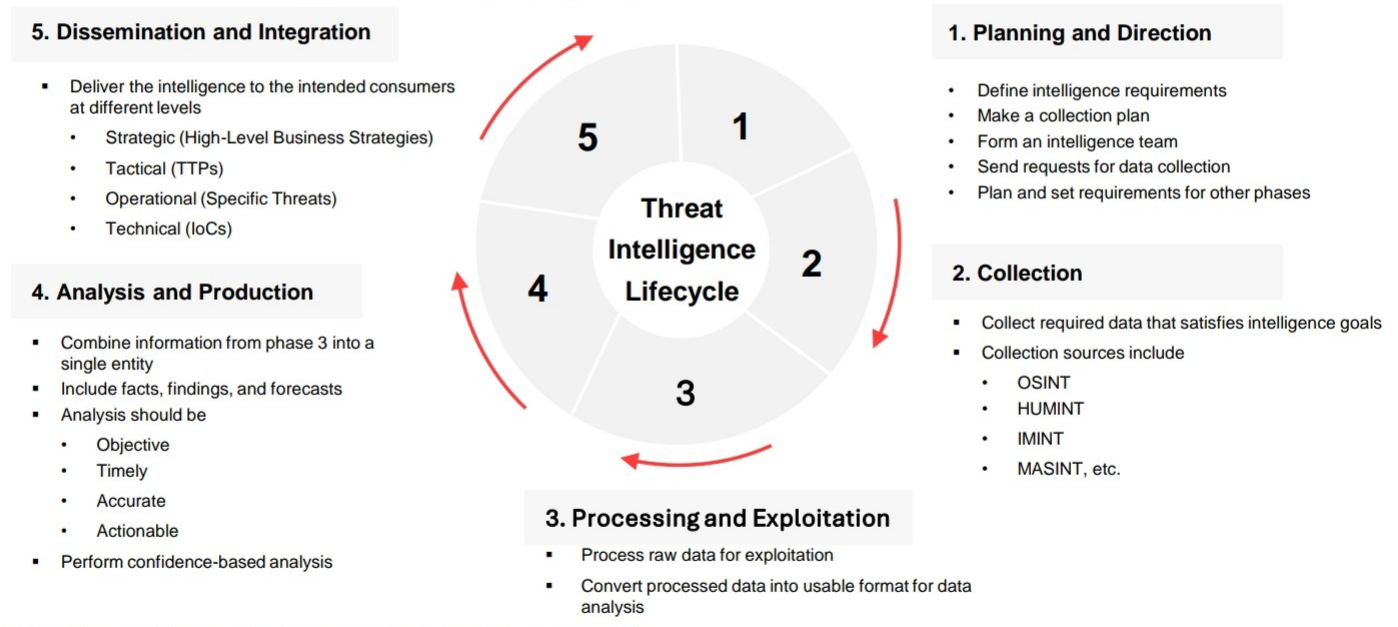 5. Dissemination and Integration
▪ Deliver the intelligence to the intended consumers
at different levels
• Strategic (High-Level Business Strategies)
• Tactical (TTPs)
• Operational (Specific Threats)
• Technical (IoCs)
4. Analysis and Production
▪ Combine information from phase 3 into a
single entity
▪ Include facts, findings, and forecasts
▪ Analysis should be
• Objective
• Timely
• Accurate
• Actionable
▪ Perform confidence-based analysis
5
1
4
2
3
Threat
Intelligence
Lifecycle
1. Planning and Direction
• Define intelligence requirements
• Make a collection plan
• Form an intelligence team
• Send requests for data collection
• Plan and set requirements for other phases
2. Collection
▪ Collect required data that satisfies intelligence goals
▪ Collection sources include
• OSINT
• HUMINT
• IMINT
• MASINT, etc.
3. Processing and Exploitation
▪ Process raw data for exploitation
▪ Convert processed data into usable format for data
analysis